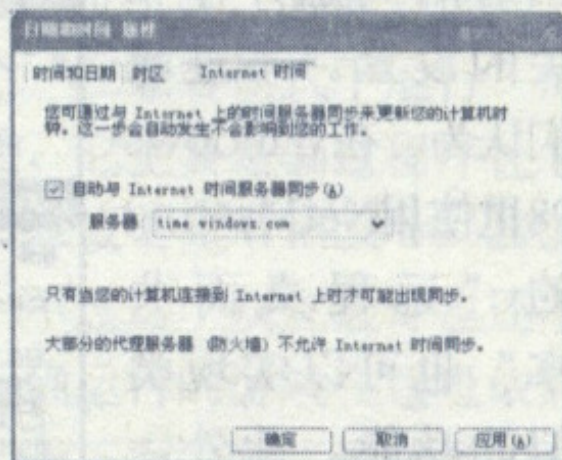 日期和时间 属性
时间和日期 时区 Internet 时间
您可通过与 Internet 上的时间服务器同步来更新您的计算机时
钟。这一步会自动发生不会影响到您的工作。
自动与 Internet 时间服务器同步(A)
服务器 time.windows.com
只有当您的计算机连接到 Internet 上时才可能出现同步。
大部分的代理服务器 (防火墙) 不允许 Internet 时间同步。
确定 取消 应用(A)